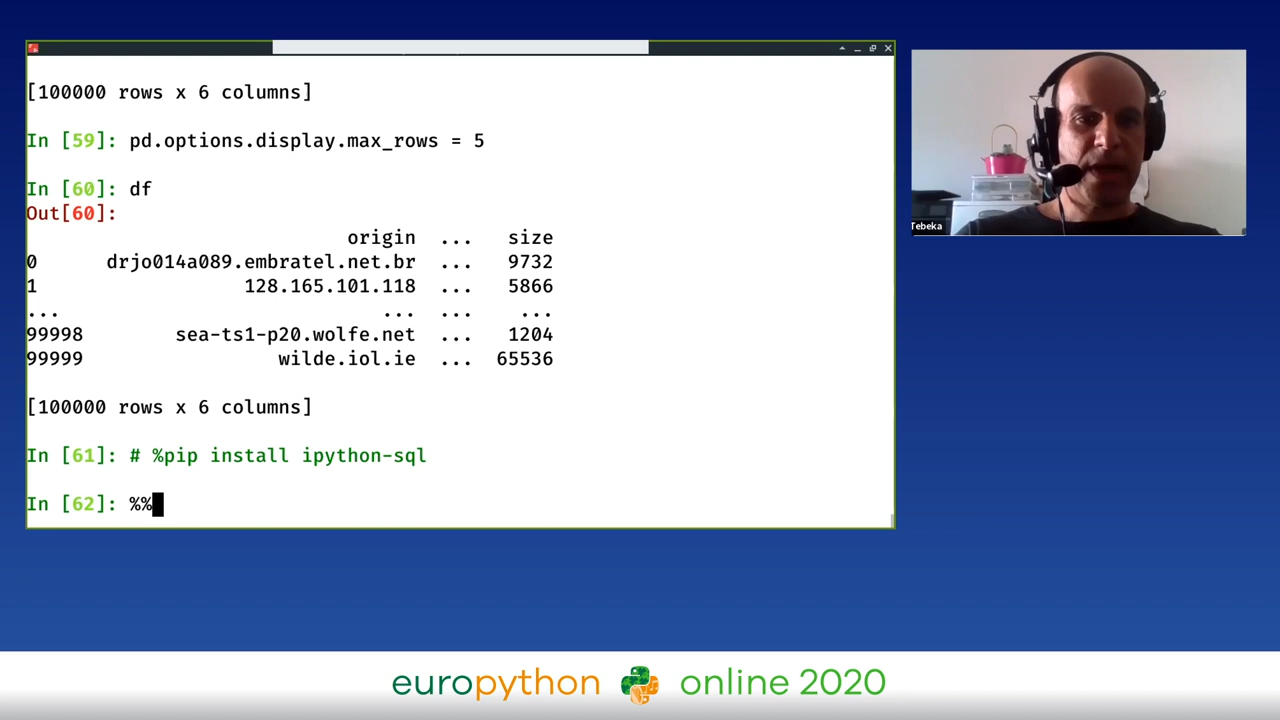 [100000 rows x 6 columns]
In [59]: pd.options.display.max_rows = 5
In [60]: df
Out[60]:
origin ... size
0 drjo014a089.embratel.net.br ... 9732
1 128.165.101.118 ... 5866
... ... ... ...
99998 sea-ts1-p20.wolfe.net ... 1204
99999 wilde.iol.ie ... 65536
[100000 rows x 6 columns]
In [61]: # %pip install ipython-sql
In [62]: %%
Tebeka
europython online 2020